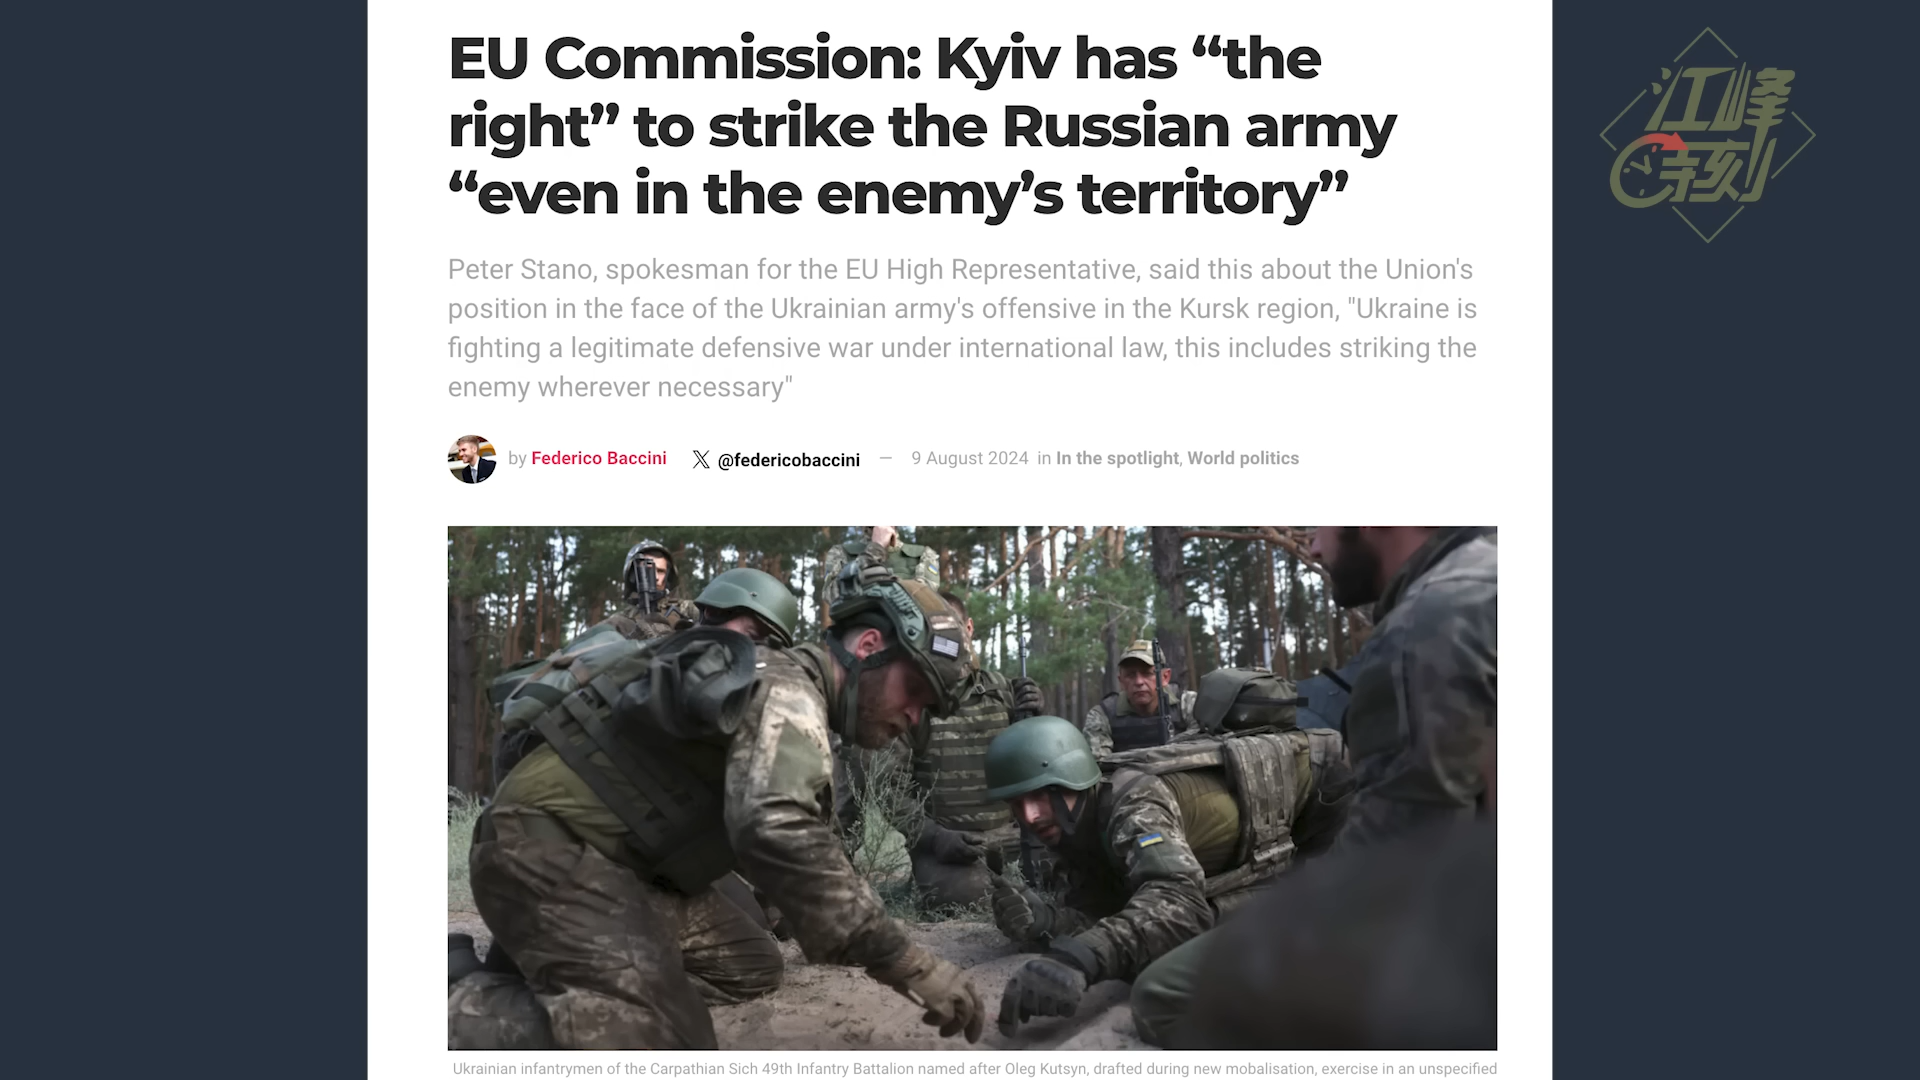 EU Commission: Kyiv has “the
right” to strike the Russian army
“even in the enemy’s territory”
Peter Stano, spokesman for the EU High Representative, said this about the Union's
position in the face of the Ukrainian army's offensive in the Kursk region, "Ukraine is
fighting a legitimate defensive war under international law, this includes striking the
enemy wherever necessary"
by Federico Baccini X @federicobaccini — 9 August 2024 in In the spotlight, World politics
Ukrainian infantrymen of the Carpathian Sich 49th Infantry Battalion named after Oleg Kutsyn, drafted during new mobalisation, exercise in an unspecified
江峰
时刻